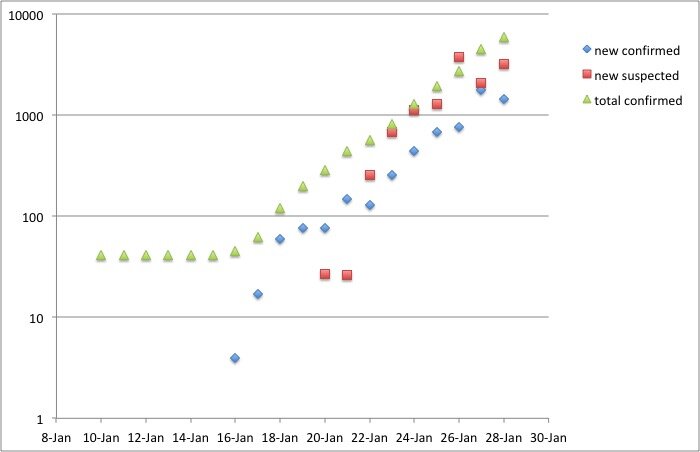 10000
1000
100
10
1
8-Jan 10-Jan 12-Jan 14-Jan 16-Jan 18-Jan 20-Jan 22-Jan 24-Jan 26-Jan 28-Jan 30-Jan
new confirmed
new suspected
total confirmed